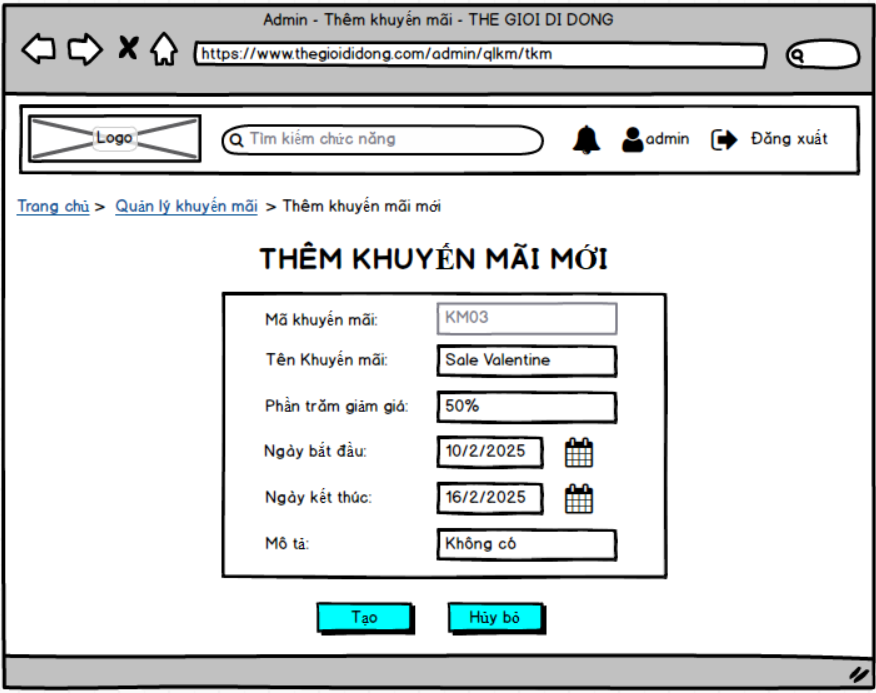 Admin - Thêm khuyến mãi - THE GIOI DI DONG
https://www.thegioididong.com/admin/qlkm/tkm
Logo
Tìm kiếm chức năng
admin
Đăng xuất
Trang chủ > Quản lý khuyến mãi > Thêm khuyến mãi mới
THÊM KHUYẾN MÃI MỚI
Mã khuyến mãi: KM03
Tên Khuyến mãi: Sale Valentine
Phần trăm giảm giá: 50%
Ngày bắt đầu: 10/2/2025
Ngày kết thúc: 16/2/2025
Mô tả: Không có
Tạo
Hủy bỏ